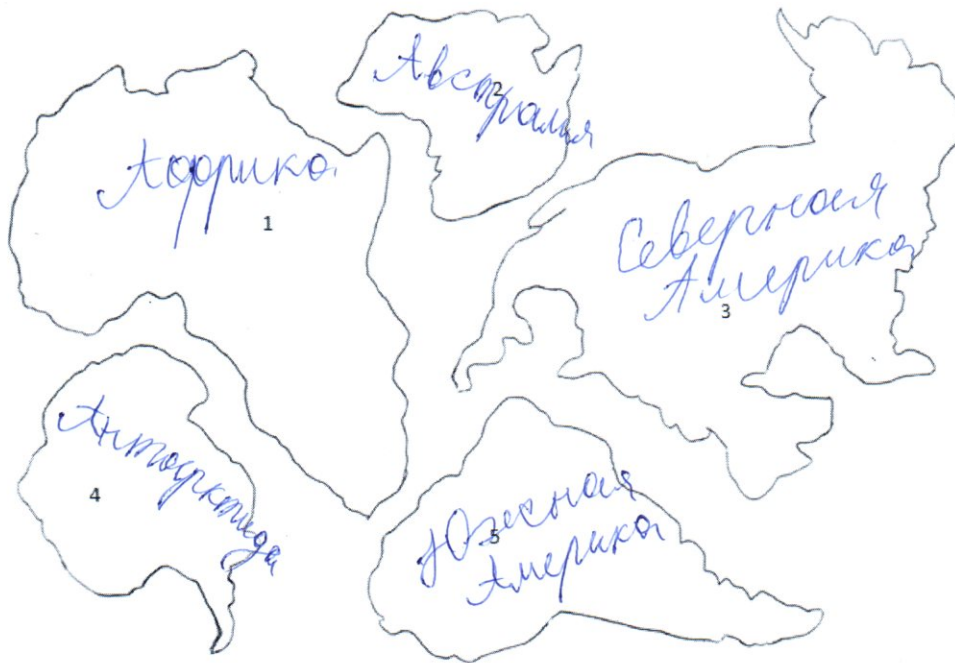 Африка
1
Австралия
2
Северная
Америка
3
Антарктида
4
Южная
5
Америка